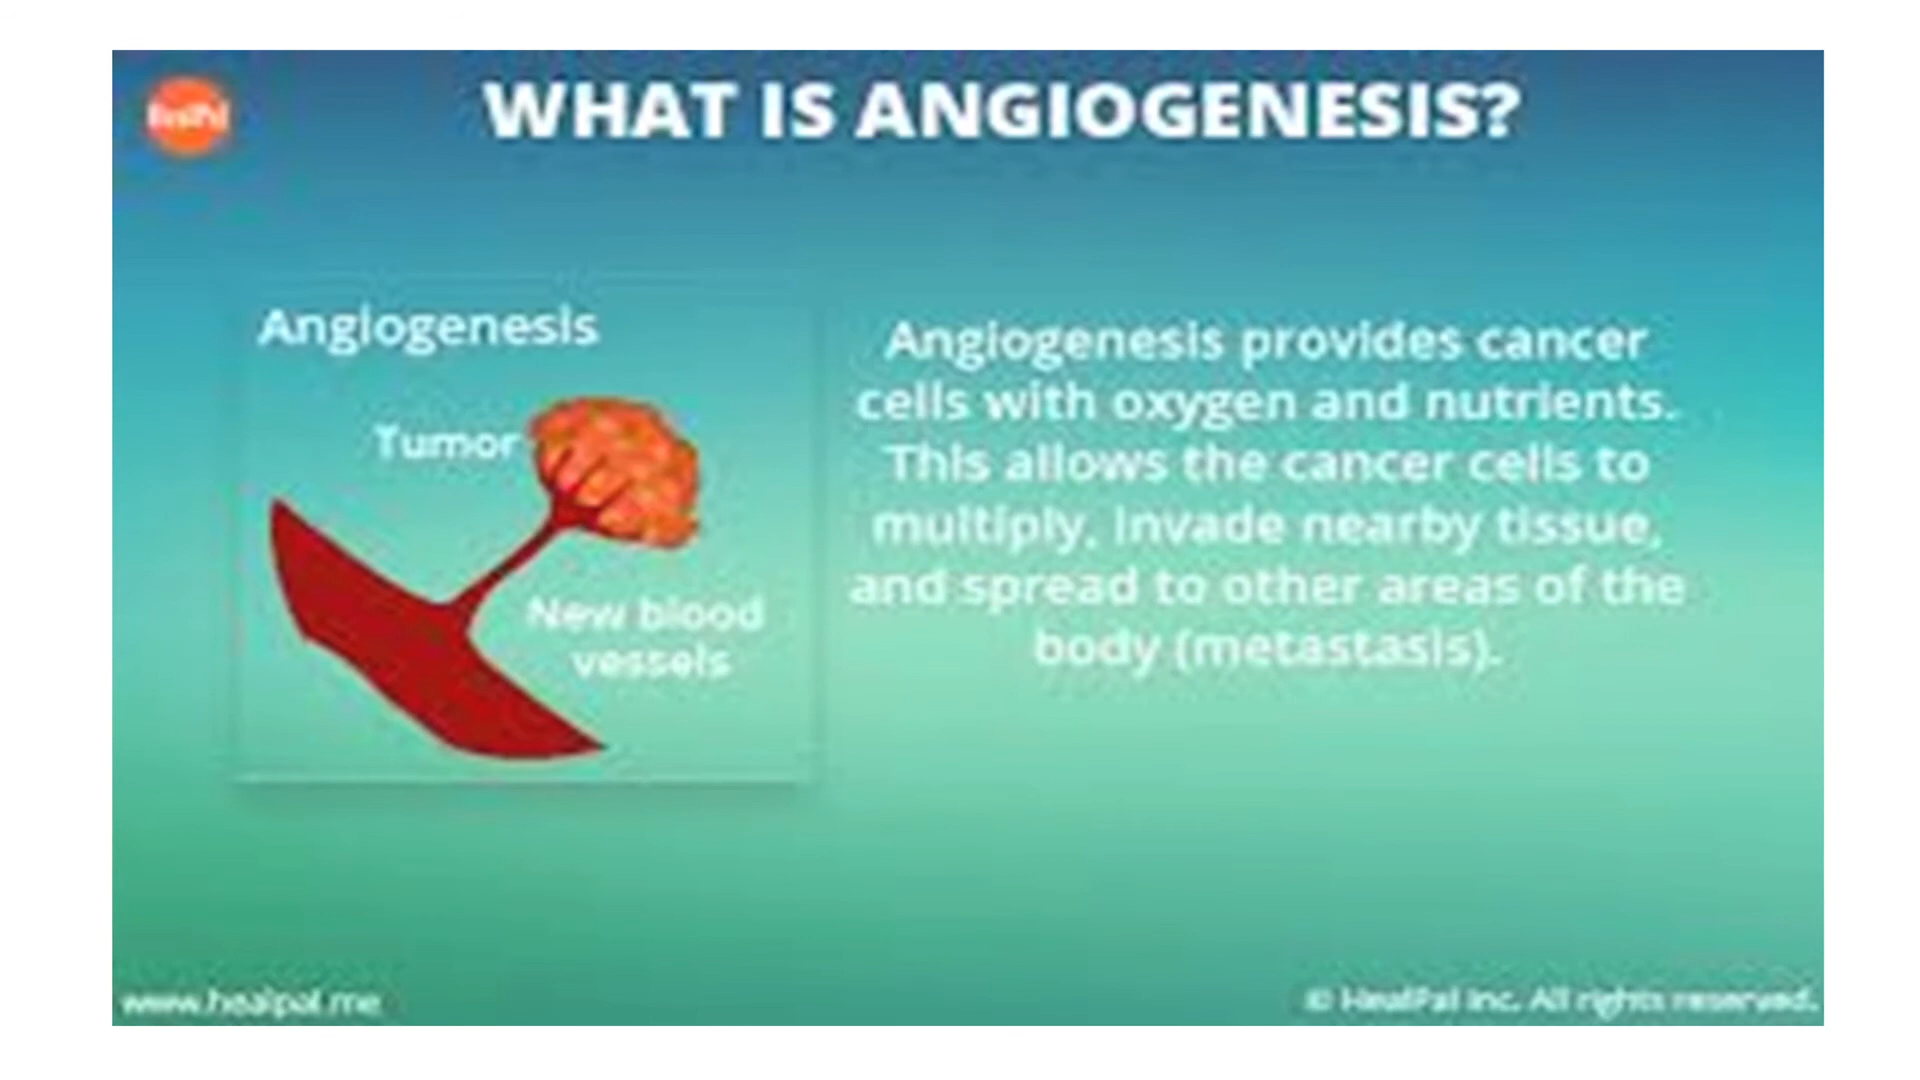 WHAT IS ANGIOGENESIS?
Angiogenesis
Tumor
New blood
vessels
Angiogenesis provides cancer
cells with oxygen and nutrients.
This allows the cancer cells to
multiply, invade nearby tissue,
and spread to other areas of the
body (metastasis).
www.healpal.me
© HealPal Inc. All rights reserved.